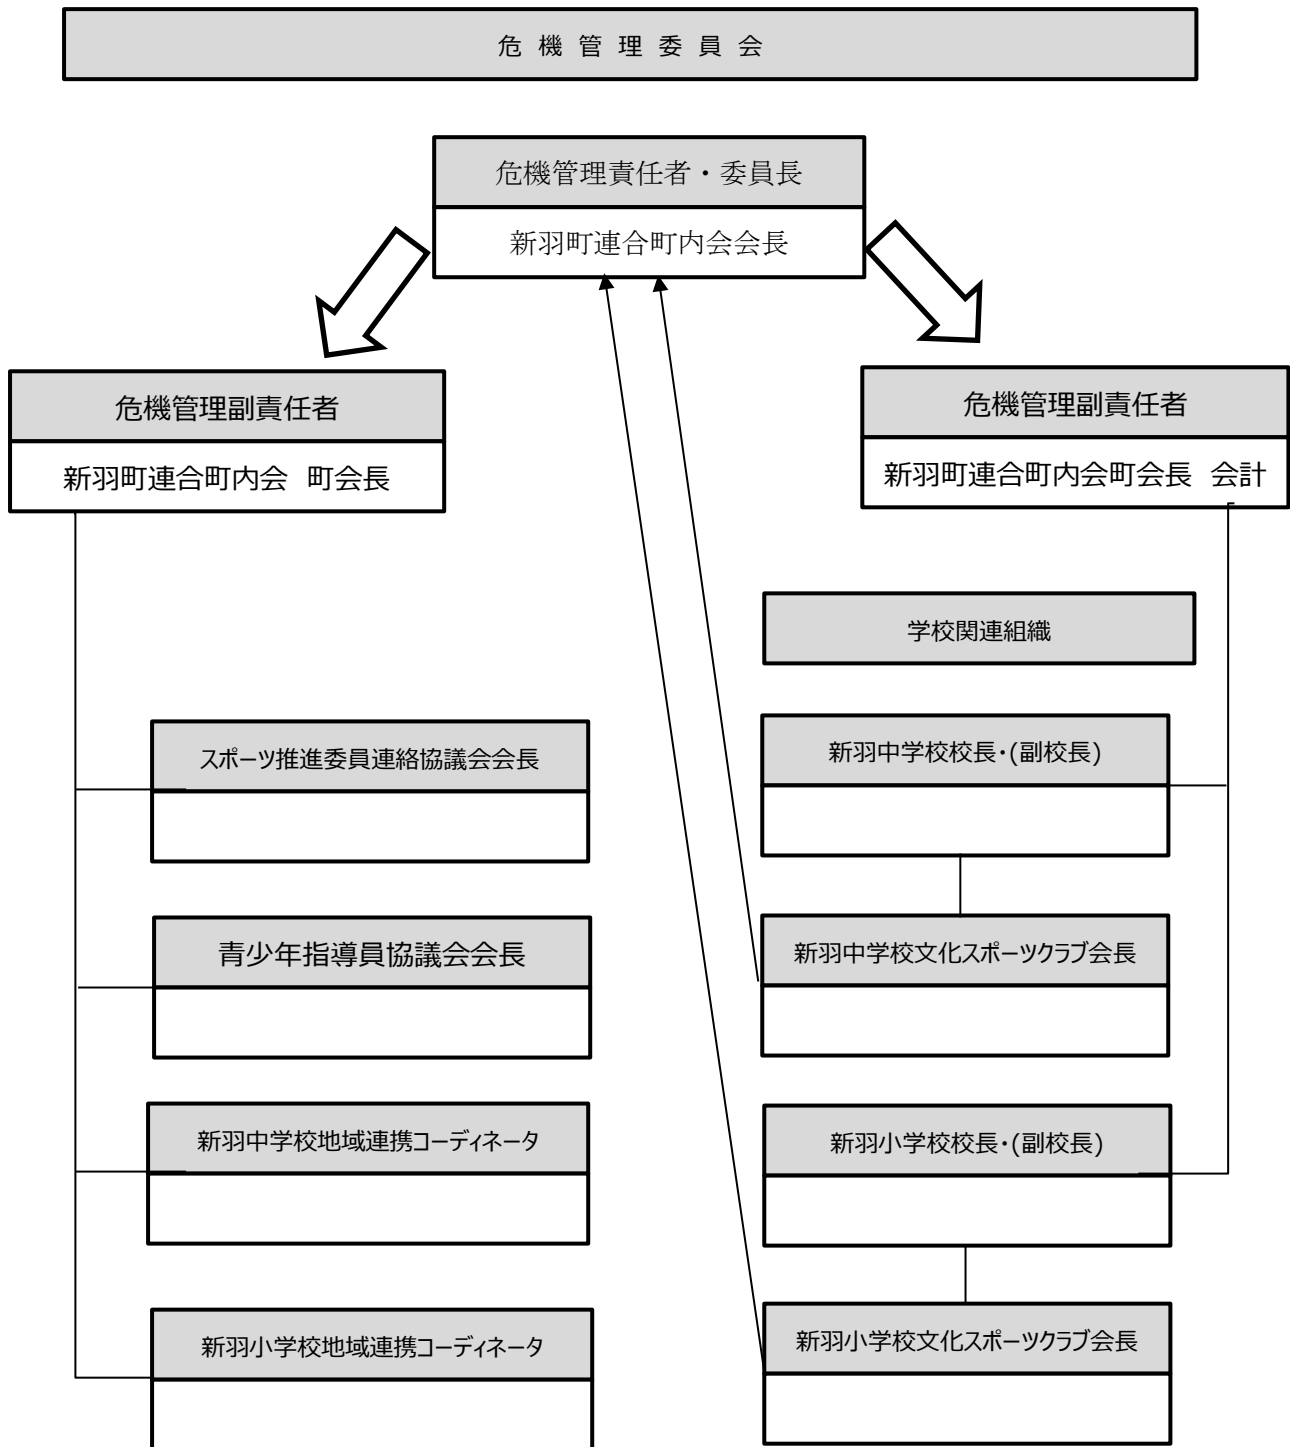 危 機 管 理 委 員 会
危機管理責任者・委員長
新羽町連合町内会会長
危機管理副責任者
新羽町連合町内会　町会長
危機管理副責任者
新羽町連合町内会町会長　会計
学校関連組織
スポーツ推進委員連絡協議会会長
青少年指導員協議会会長
新羽中学校地域連携コーディネータ
新羽小学校地域連携コーディネータ
新羽中学校校長・(副校長)
新羽中学校文化スポーツクラブ会長
新羽小学校校長・(副校長)
新羽小学校文化スポーツクラブ会長